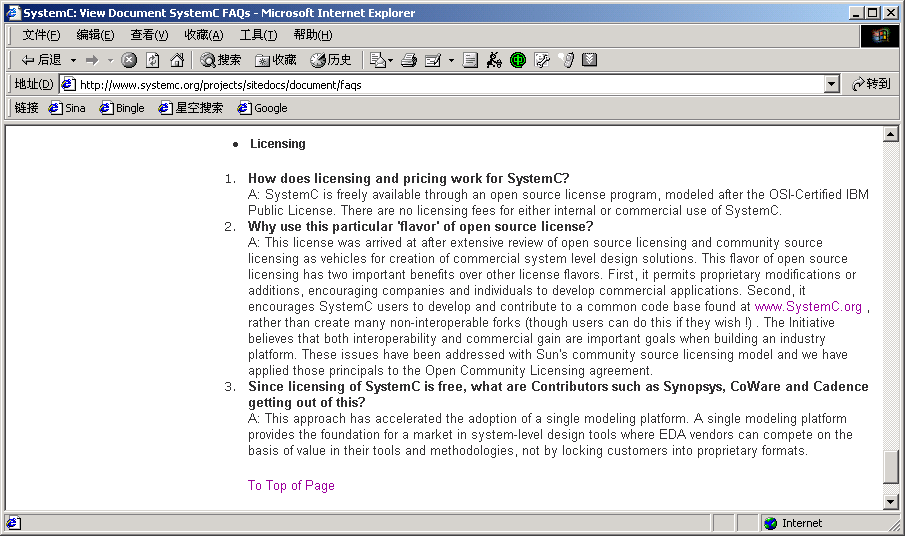 SystemC: View Document SystemC FAQs - Microsoft Internet Explorer
文件(F) 编辑(E) 查看(V) 收藏(A) 工具(T) 帮助(H)
后退 搜索 收藏 历史
地址(D) http://www.systemc.org/projects/sitedocs/document/faqs 转到
链接 Sina Bingle 星空搜索 Google
• Licensing
1. How does licensing and pricing work for SystemC?
A: SystemC is freely available through an open source license program, modeled after the OSI-Certified IBM
Public License. There are no licensing fees for either internal or commercial use of SystemC.
2. Why use this particular 'flavor' of open source license?
A: This license was arrived at after extensive review of open source licensing and community source
licensing as vehicles for creation of commercial system level design solutions. This flavor of open source
licensing has two important benefits over other license flavors. First, it permits proprietary modifications or
additions, encouraging companies and individuals to develop commercial applications. Second, it
encourages SystemC users to develop and contribute to a common code base found at www.SystemC.org ,
rather than create many non-interoperable forks (though users can do this if they wish !) . The Initiative
believes that both interoperability and commercial gain are important goals when building an industry
platform. These issues have been addressed with Sun's community source licensing model and we have
applied those principals to the Open Community Licensing agreement.
3. Since licensing of SystemC is free, what are Contributors such as Synopsys, CoWare and Cadence
getting out of this?
A: This approach has accelerated the adoption of a single modeling platform. A single modeling platform
provides the foundation for a market in system-level design tools where EDA vendors can compete on the
basis of value in their tools and methodologies, not by locking customers into proprietary formats.
To Top of Page
Internet